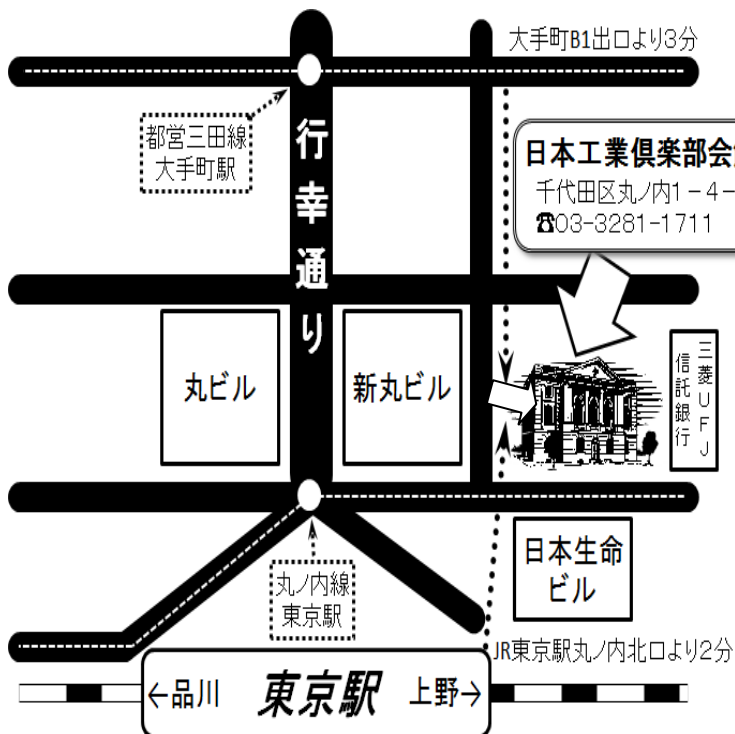 大手町B1出口より3分
都営三田線
大手町駅
行幸通り
日本工業倶楽部会
千代田区丸ノ内1-4-
☎03-3281-1711
丸ビル
新丸ビル
三菱UFJ
信託銀行
日本生命
ビル
丸ノ内線
東京駅
JR東京駅丸ノ内北口より2分
←品川 東京駅 上野→